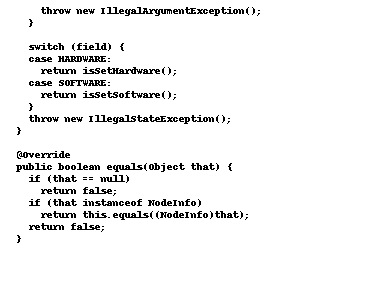 throw new IllegalArgumentException();
}
switch (field) {
case HARDWARE:
return isSetHardware();
case SOFTWARE:
return isSetSoftware();
}
throw new IllegalStateException();
}
@Override
public boolean equals(Object that) {
if (that == null)
return false;
if (that instanceof NodeInfo)
return this.equals((NodeInfo)that);
return false;
}